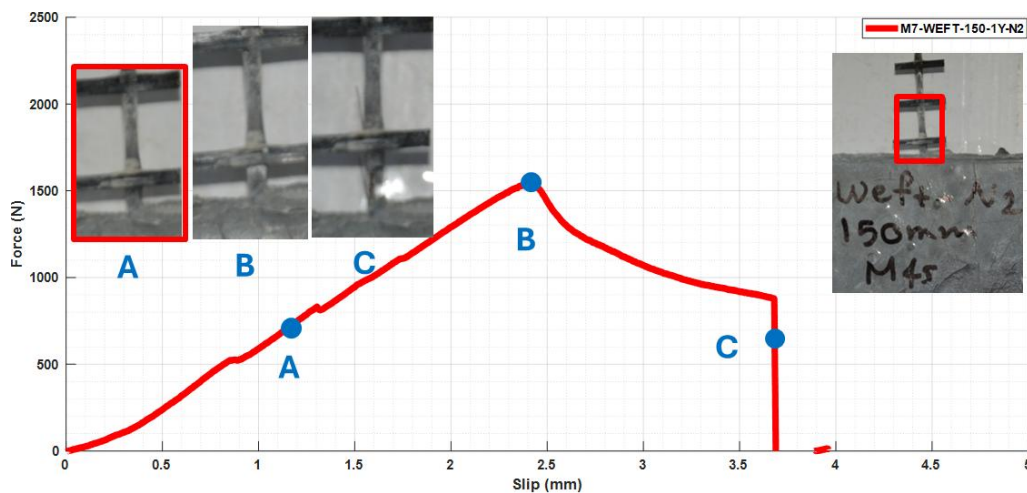 2500
2000
1500
1000
500
0
Force (N)
M7-WEFT-150-1Y-N2
A
B
C
A
B
C
Weft. N2
150mm
M45
0 0.5 1 1.5 2 2.5 3 3.5 4 4.5 5
Slip (mm)